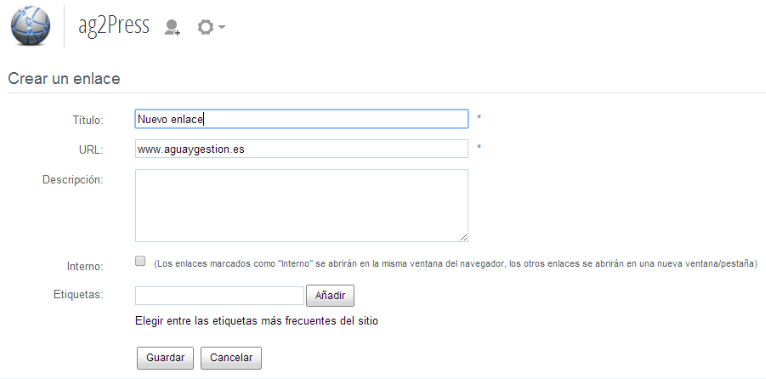 ag2Press
Crear un enlace
Título: Nuevo enlace *
URL: www.aguaygestion.es *
Descripción:
Interno: (Los enlaces marcados como "Interno" se abrirán en la misma ventana del navegador, los otros enlaces se abrirán en una nueva ventana/pestaña)
Etiquetas: Añadir
Elegir entre las etiquetas más frecuentes del sitio
Guardar Cancelar